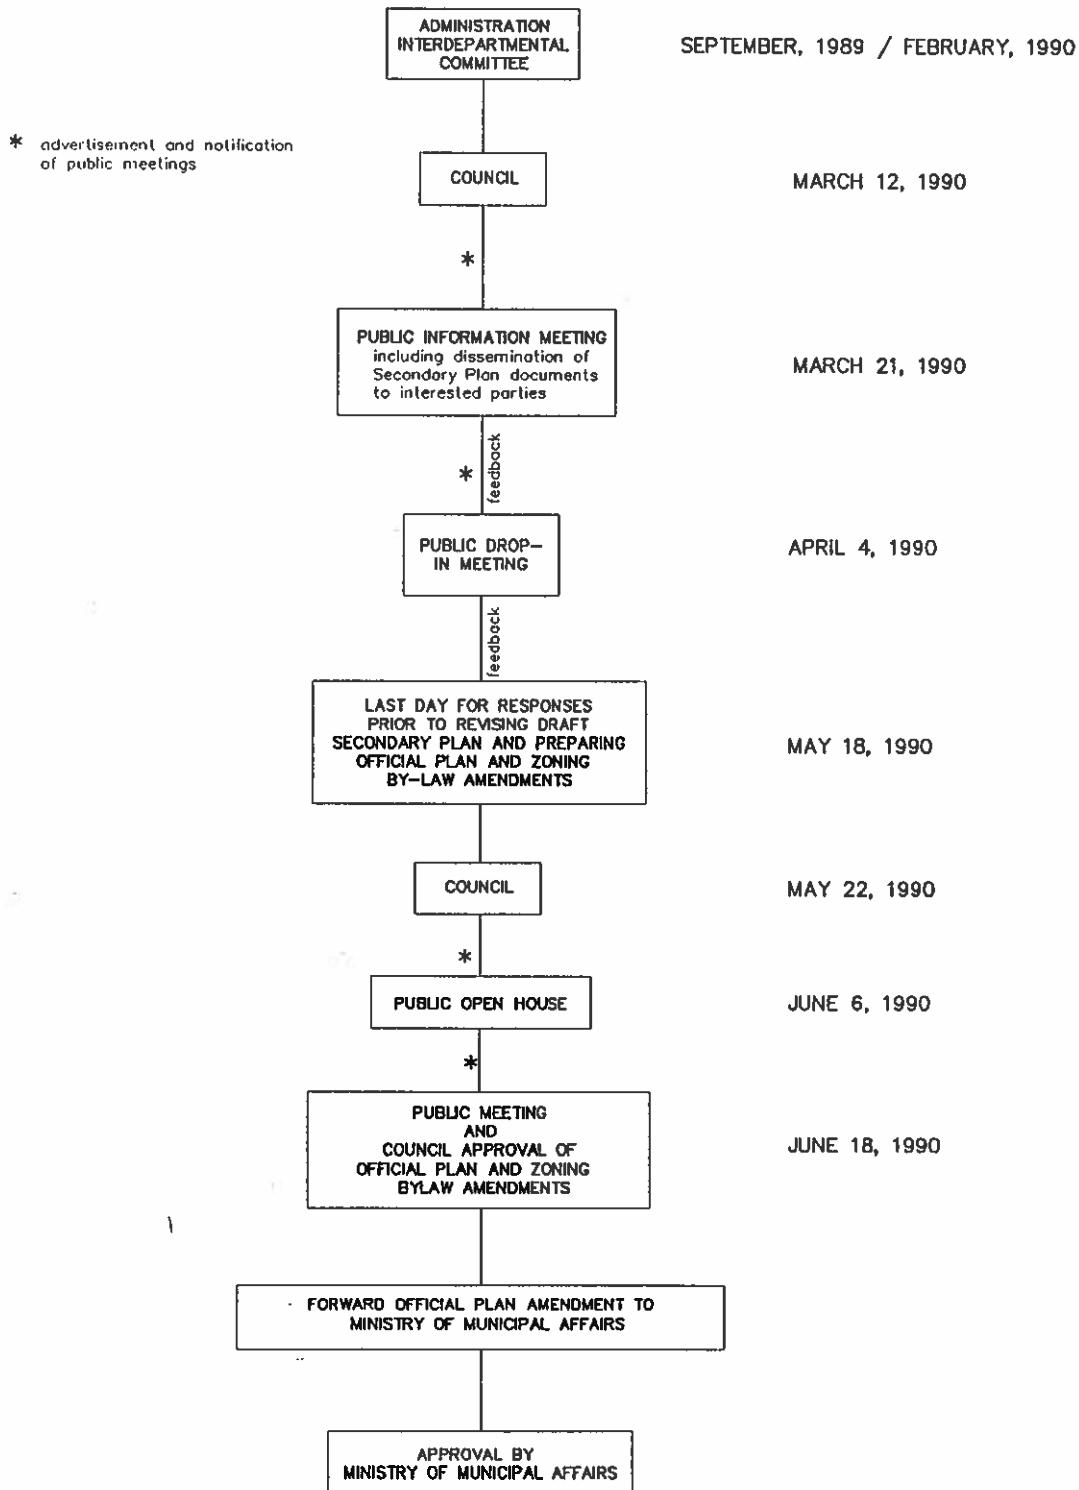 ADMINISTRATION
INTERDEPARTMENTAL
COMMITTEE
SEPTEMBER, 1989 / FEBRUARY, 1990
* advertisement and notification
of public meetings
COUNCIL
MARCH 12, 1990
*
PUBLIC INFORMATION MEETING
including dissemination of
Secondary Plan documents
to interested parties
MARCH 21, 1990
* feedback
PUBLIC DROP-
IN MEETING
APRIL 4, 1990
feedback
LAST DAY FOR RESPONSES
PRIOR TO REVISING DRAFT
SECONDARY PLAN AND PREPARING
OFFICIAL PLAN AND ZONING
BY-LAW AMENDMENTS
MAY 18, 1990
COUNCIL
MAY 22, 1990
*
PUBLIC OPEN HOUSE
JUNE 6, 1990
*
PUBLIC MEETING
AND
COUNCIL APPROVAL OF
OFFICIAL PLAN AND ZONING
BYLAW AMENDMENTS
JUNE 18, 1990
FORWARD OFFICIAL PLAN AMENDMENT TO
MINISTRY OF MUNICIPAL AFFAIRS
APPROVAL BY
MINISTRY OF MUNICIPAL AFFAIRS